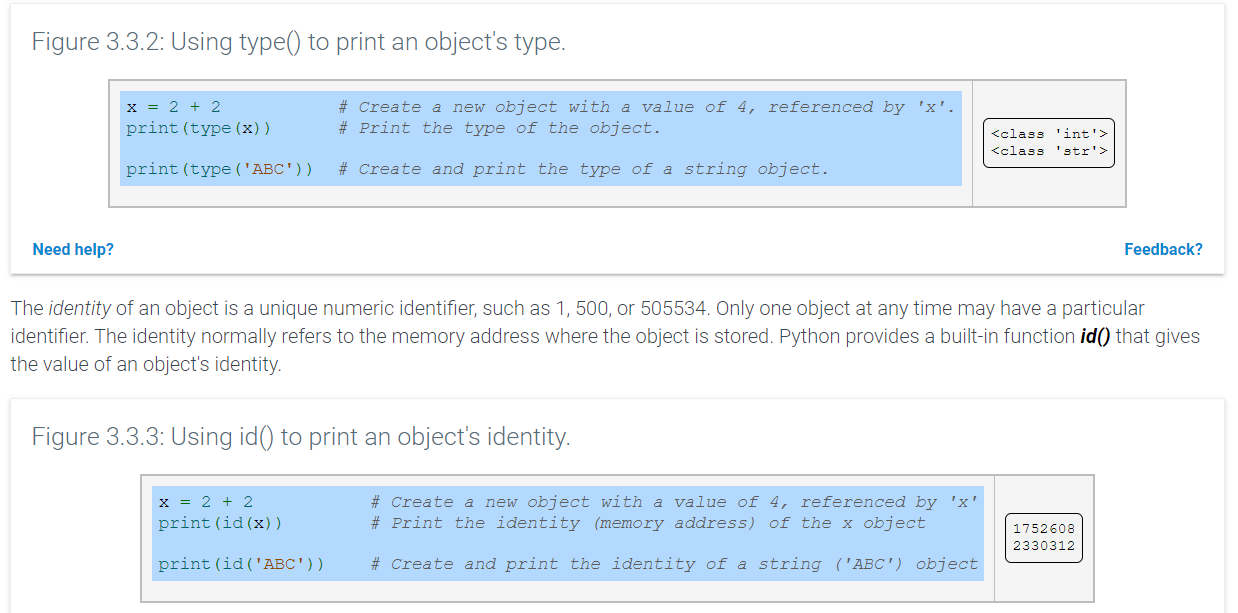 Figure 3.3.2: Using type() to print an object's type.
x = 2 + 2 # Create a new object with a value of 4, referenced by 'x'.
print(type(x)) # Print the type of the object.
print(type('ABC')) # Create and print the type of a string object.
<class 'int'>
<class 'str'>
Need help?
Feedback?
The identity of an object is a unique numeric identifier, such as 1, 500, or 505534. Only one object at any time may have a particular
identifier. The identity normally refers to the memory address where the object is stored. Python provides a built-in function id() that gives
the value of an object's identity.
Figure 3.3.3: Using id() to print an object's identity.
x = 2 + 2 # Create a new object with a value of 4, referenced by 'x'
print(id(x)) # Print the identity (memory address) of the x object
print(id('ABC')) # Create and print the identity of a string ('ABC') object
1752608
2330312